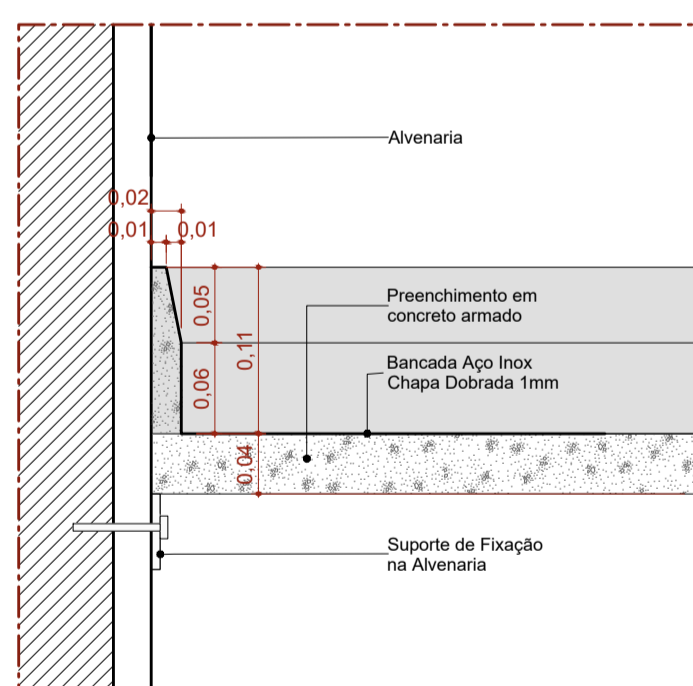 Alvenaria
0,02
0,01 0,01
0,05
0,11
0,06
0,04
Preenchimento em
concreto armado
Bancada Aço Inox
Chapa Dobrada 1mm
Suporte de Fixação
na Alvenaria